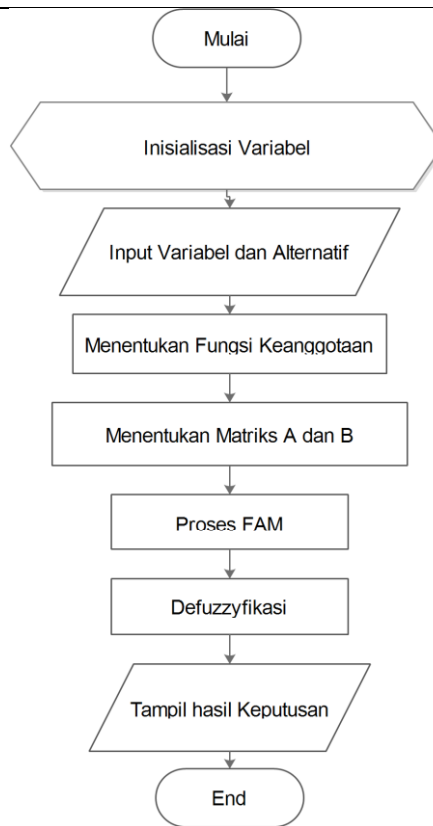 Mulai
Inisialisasi Variabel
Input Variabel dan Alternatif
Menentukan Fungsi Keanggotaan
Menentukan Matriks A dan B
Proses FAM
Defuzzyfikasi
Tampil hasil Keputusan
End